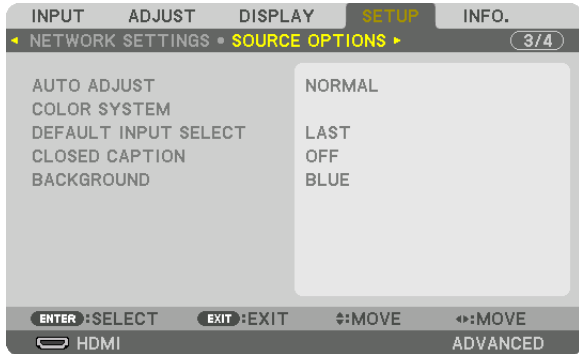 INPUT ADJUST DISPLAY SETUP INFO.
NETWORK SETTINGS • SOURCE OPTIONS 3/4
AUTO ADJUST NORMAL
COLOR SYSTEM
DEFAULT INPUT SELECT LAST
CLOSED CAPTION OFF
BACKGROUND BLUE
ENTER :SELECT EXIT :EXIT :MOVE :MOVE
HDMI ADVANCED